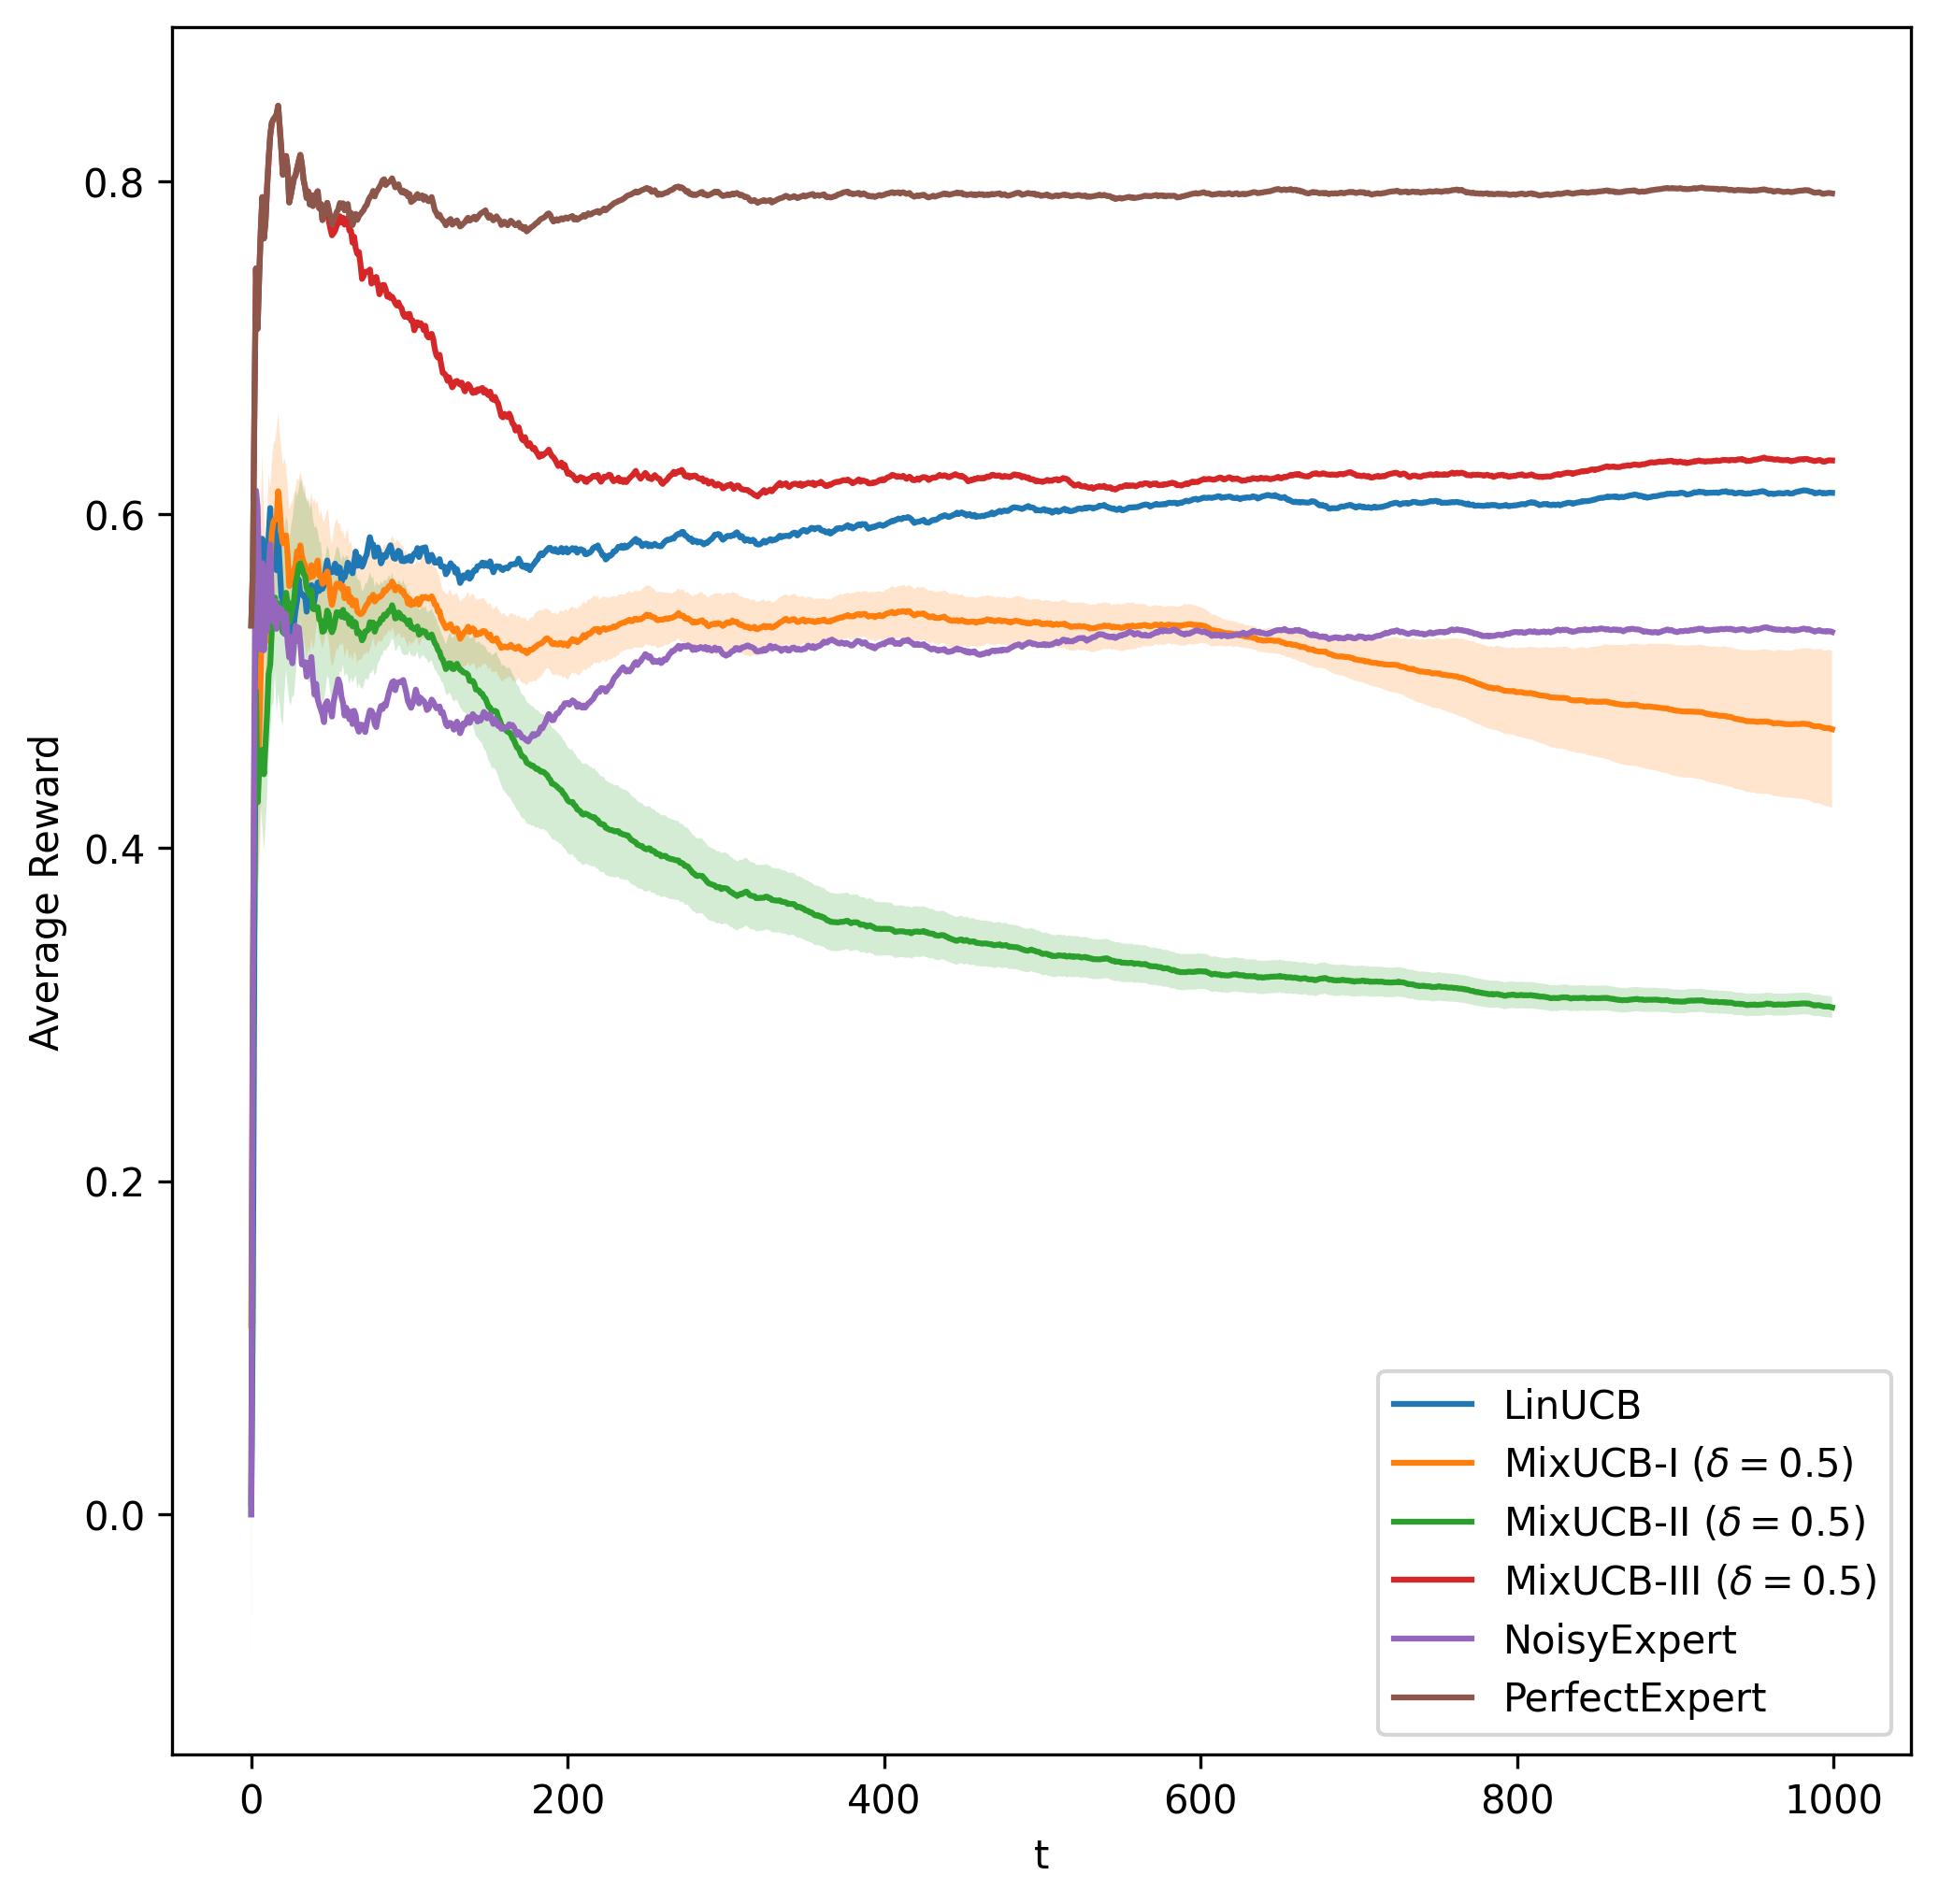 0.8
0.6
0.4
0.2
0.0
Average Reward
0 200 400 600 800 1000
t
LinUCB
MixUCB-I (δ = 0.5)
MixUCB-II (δ = 0.5)
MixUCB-III (δ = 0.5)
NoisyExpert
PerfectExpert